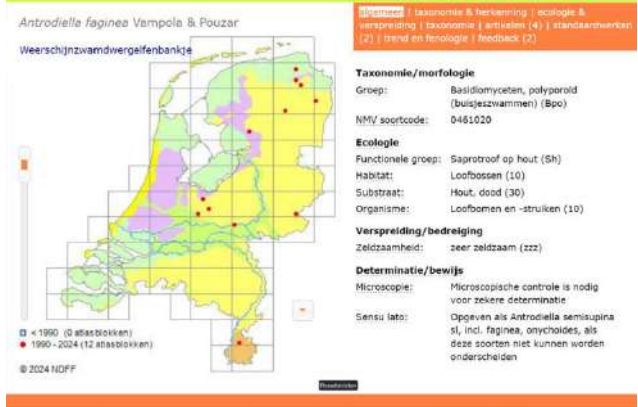 Antrodiella faginea Vampola & Pouzar
Weerschijnzwamdwergelfenbankje
< 1990 (0 atlasblokken)
1990 - 2024 (12 atlasblokken)
© 2024 NDFF
algemeen | taxonomie & herkenning | ecologie &
verspreiding | taxonomie | artikelen (4) | standaardwerken
(2) | trend en fenologie | feedback (2)
Taxonomie/morfologie
Groep: Basidiomyceten, polyporoid
(buisjeszwammen) (Bpo)
NMV soortcode: 0461020
Ecologie
Functionele groep: Saprotroof op hout (Sh)
Habitat: Loofbossen (10)
Substraat: Hout, dood (30)
Organisme: Loofbomen en -struiken (10)
Verspreiding/bedreiging
Zeldzaamheid: zeer zeldzaam (zzz)
Determinatie/bewijs
Microscopie: Microscopische controle is nodig
voor zekere determinatie
Sensu lato: Opgeven als Antrodiella semisupina
sl, incl. faginea, onychoides, als
deze soorten niet kunnen worden
onderscheiden